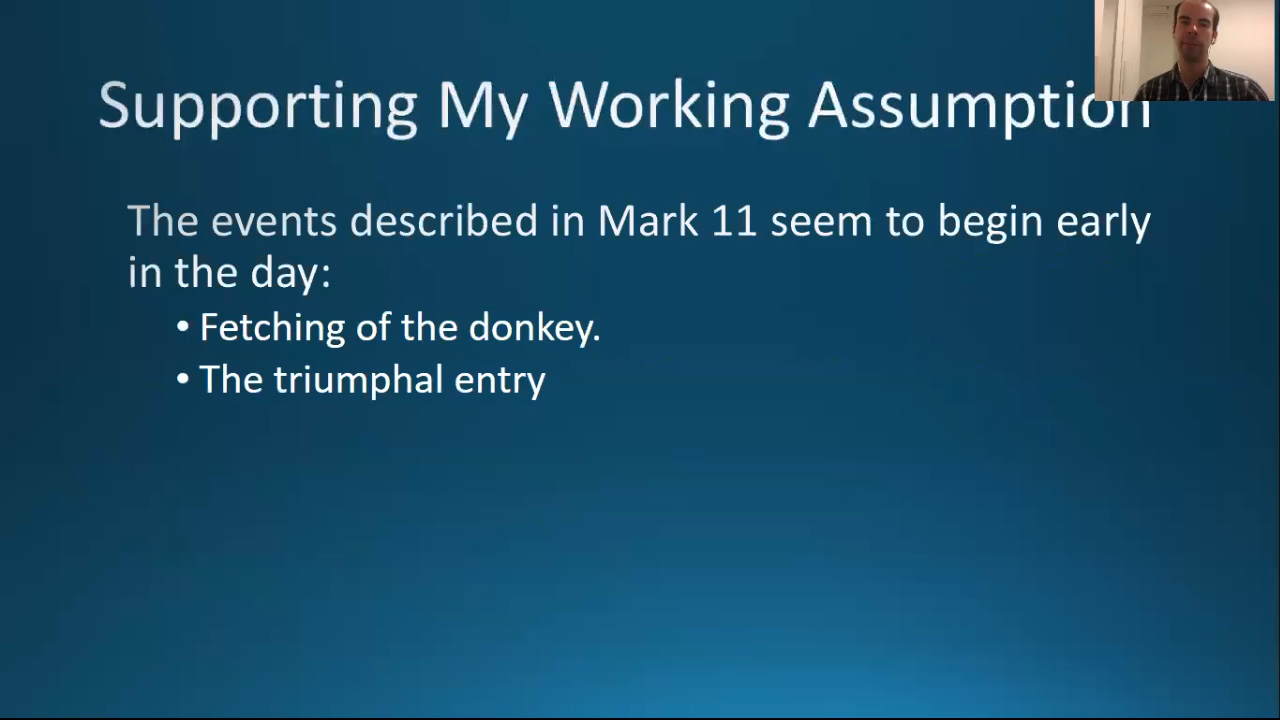 Supporting My Working Assumption
The events described in Mark 11 seem to begin early
in the day:
• Fetching of the donkey.
• The triumphal entry